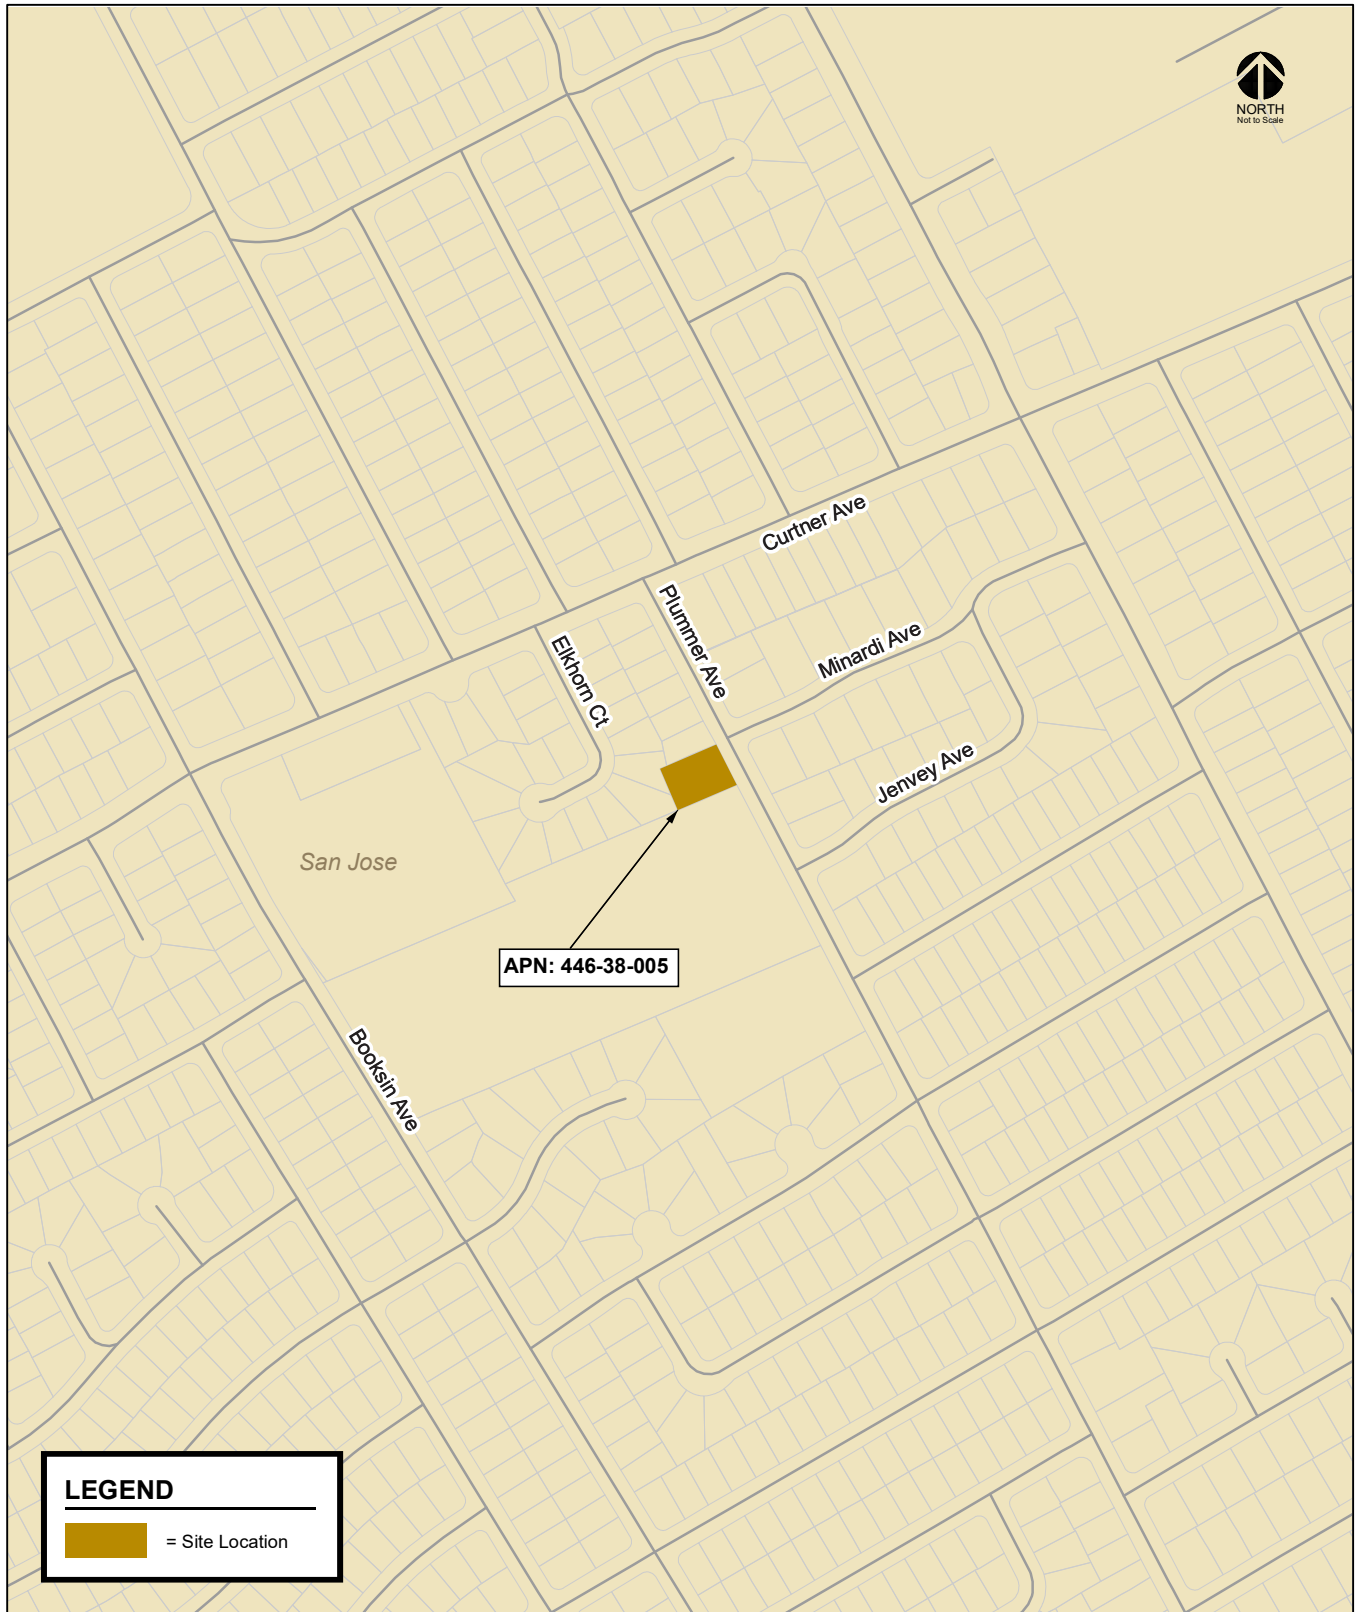 NORTH
Not to Scale
Curtner Ave
Plummer Ave
Elkhorn Ct
Minardi Ave
Jenvey Ave
San Jose
APN: 446-38-005
Booksin Ave
LEGEND
= Site Location